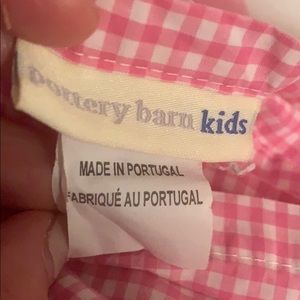 pottery barn kids
MADE IN PORTUGAL
FABRIQUÉ AU PORTUGAL